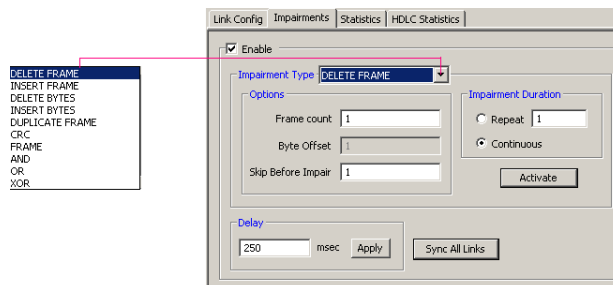 Link Config Impairments Statistics HDLC Statistics
Enable
Impairment Type DELETE FRAME
DELETE FRAME
INSERT FRAME
DELETE BYTES
INSERT BYTES
DUPLICATE FRAME
CRC
FRAME
AND
OR
XOR
Options
Frame count 1
Byte Offset 1
Skip Before Impair 1
Impairment Duration
Repeat 1
Continuous
Activate
Delay
250 msec Apply
Sync All Links